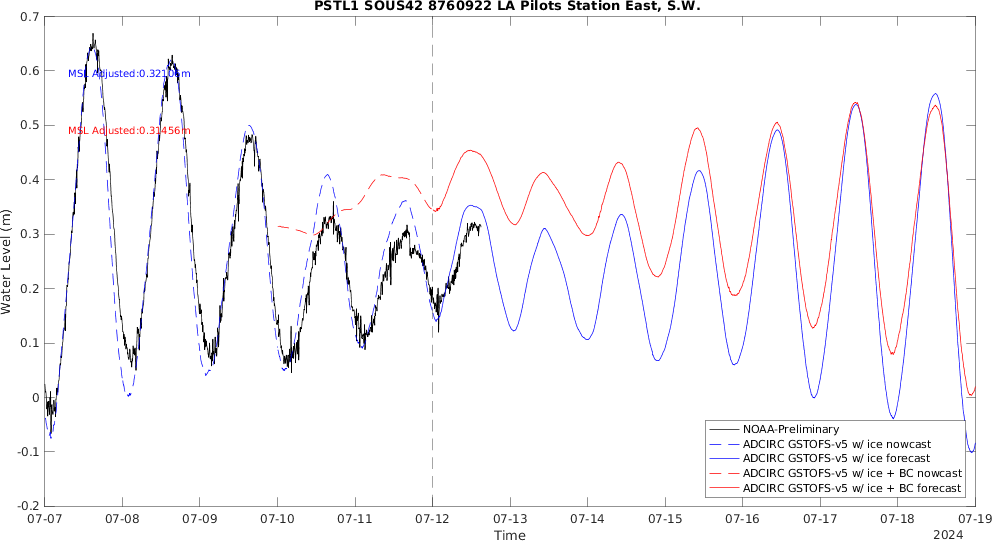 PSTL1 SOUS42 8760922 LA Pilots Station East, S.W.
0.7
0.6
0.5
0.4
0.3
0.2
0.1
0
-0.1
-0.2
Water Level (m)
MSL Adjusted:0.32106m
MSL Adjusted:0.31456m
NOAA-Preliminary
ADCIRC GSTOFS-v5 w/ ice nowcast
ADCIRC GSTOFS-v5 w/ ice forecast
ADCIRC GSTOFS-v5 w/ ice + BC nowcast
ADCIRC GSTOFS-v5 w/ ice + BC forecast
07-07 07-08 07-09 07-10 07-11 07-12 07-13 07-14 07-15 07-16 07-17 07-18 07-19
Time
2024